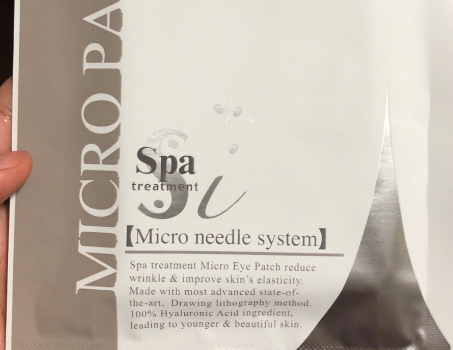 MICRO PA
Spa
treatment
Si
【Micro needle system】
Spa treatment Micro Eye Patch reduce
wrinkle & improve skin's elasticity.
Made with most advanced state-of-
the-art, Drawing lithography method.
100% Hyaluronic Acid ingredient,
leading to younger & beautiful skin.